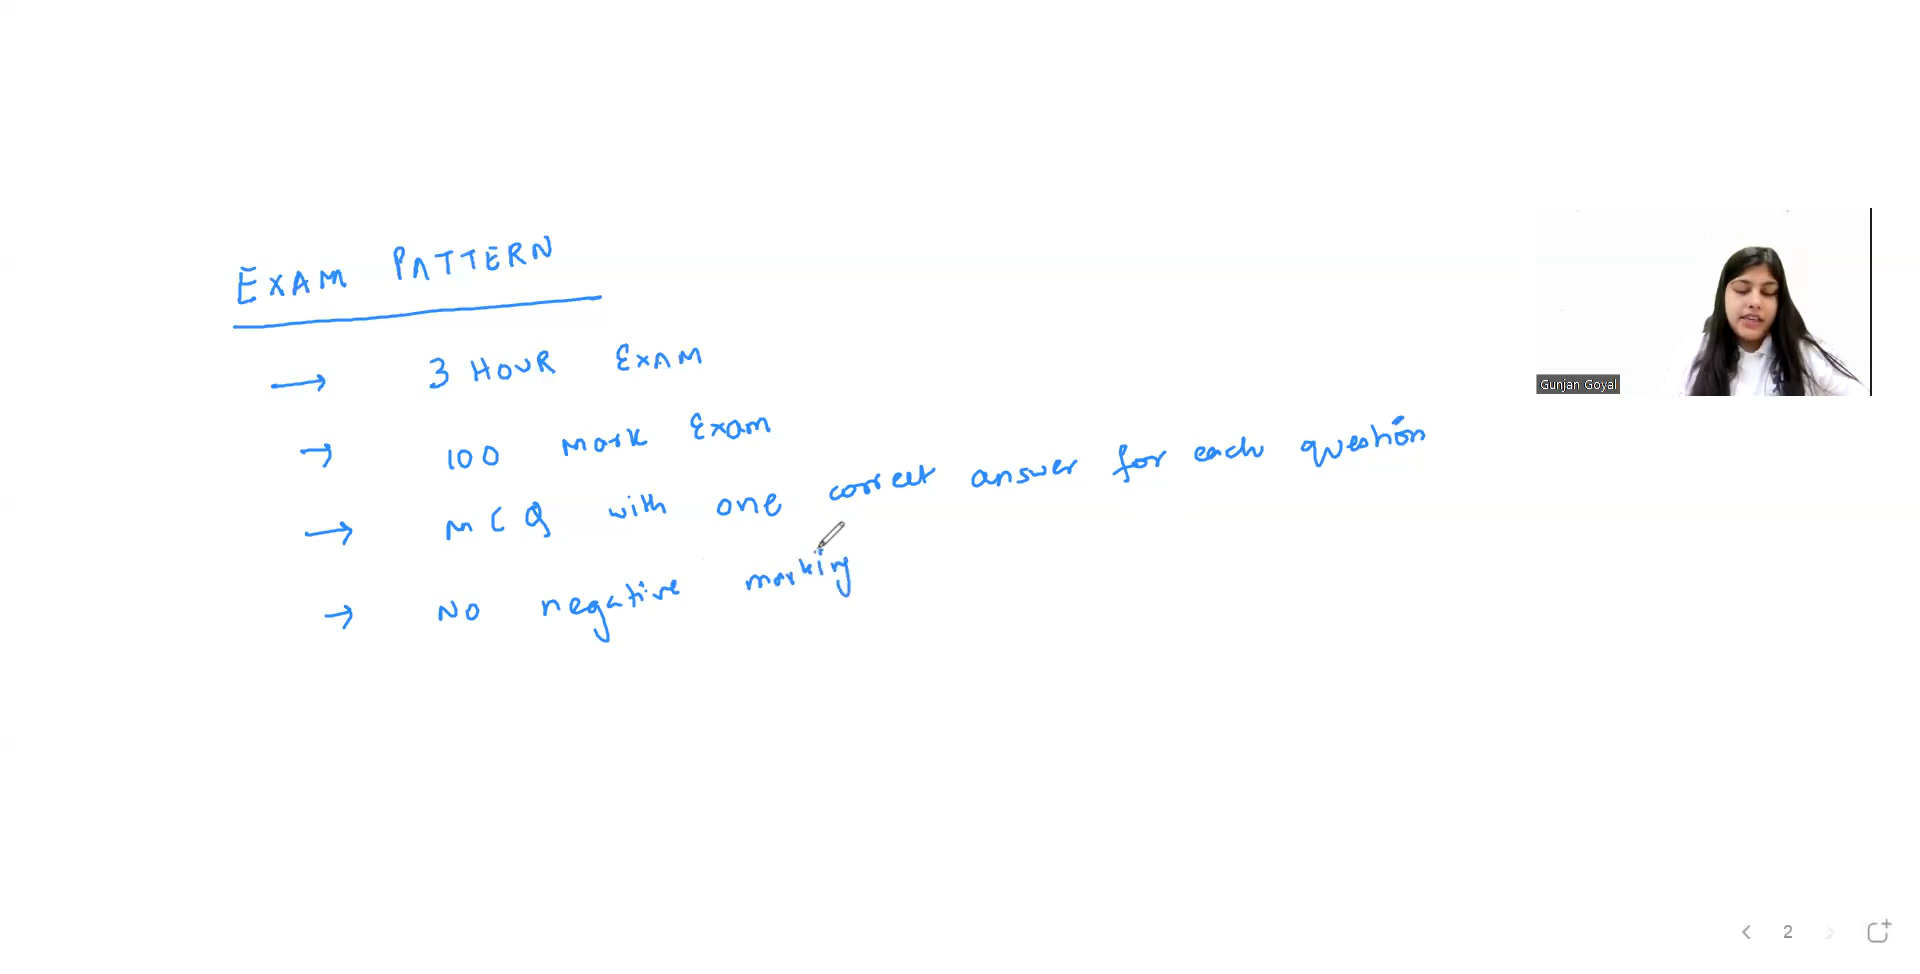 EXAM PATTERN
→ 3 HOUR EXAM
→ 100 Mark Exam
→ MCQ with one correct answer for each question
→ NO negative marking
Gunjan Goyal
< 2 >